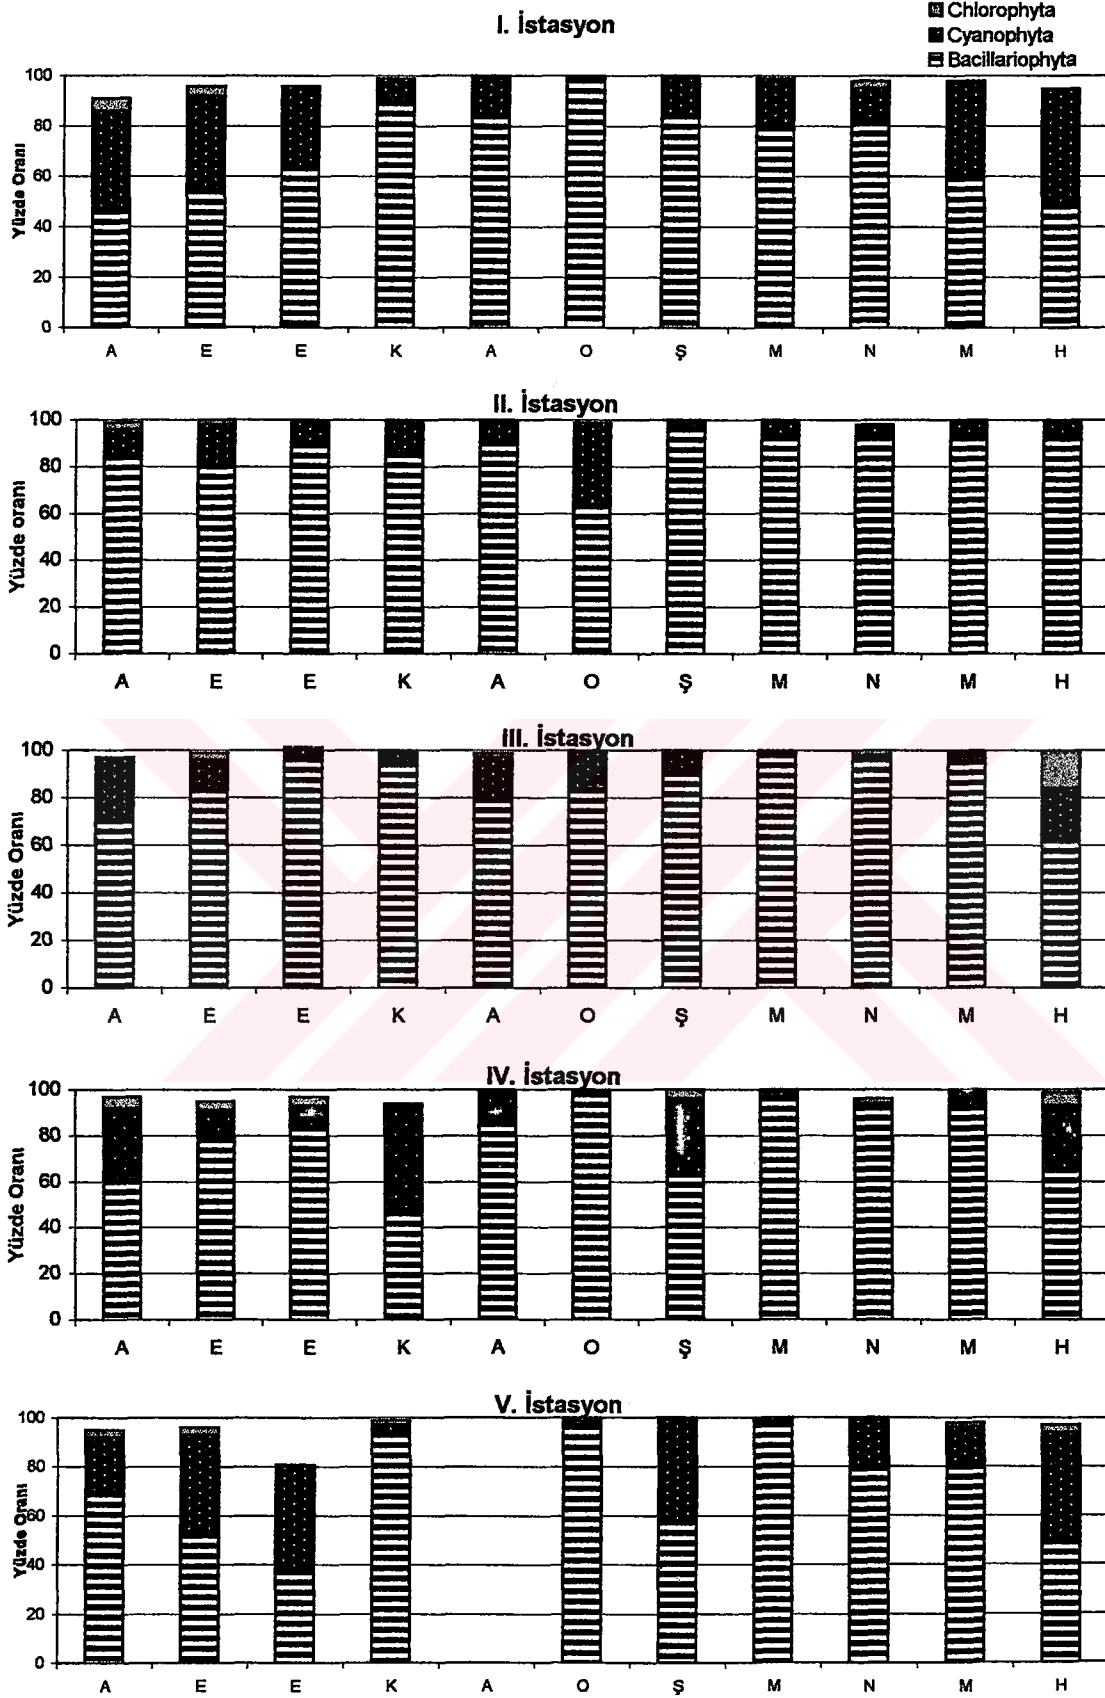 I. İstasyon
Chlorophyta
Cyanophyta
Bacillariophyta
Yüzde Oranı
100
80
60
40
20
0
A E E K A O Ş M N M H
II. İstasyon
Yüzde oranı
100
80
60
40
20
0
A E E K A O Ş M N M H
III. İstasyon
Yüzde Oranı
100
80
60
40
20
0
A E E K A O Ş M N M H
IV. İstasyon
Yüzde Oranı
100
80
60
40
20
0
A E E K A O Ş M N M H
V. İstasyon
Yüzde Oranı
100
80
60
40
20
0
A E E K A O Ş M N M H